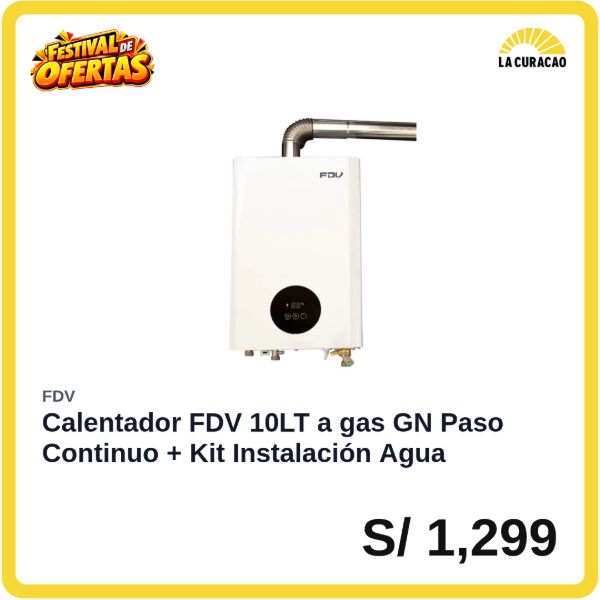 FESTIVAL DE
OFERTAS
LA CURACAO
FDV
FDV
Calentador FDV 10LT a gas GN Paso
Continuo + Kit Instalación Agua
S/ 1,299